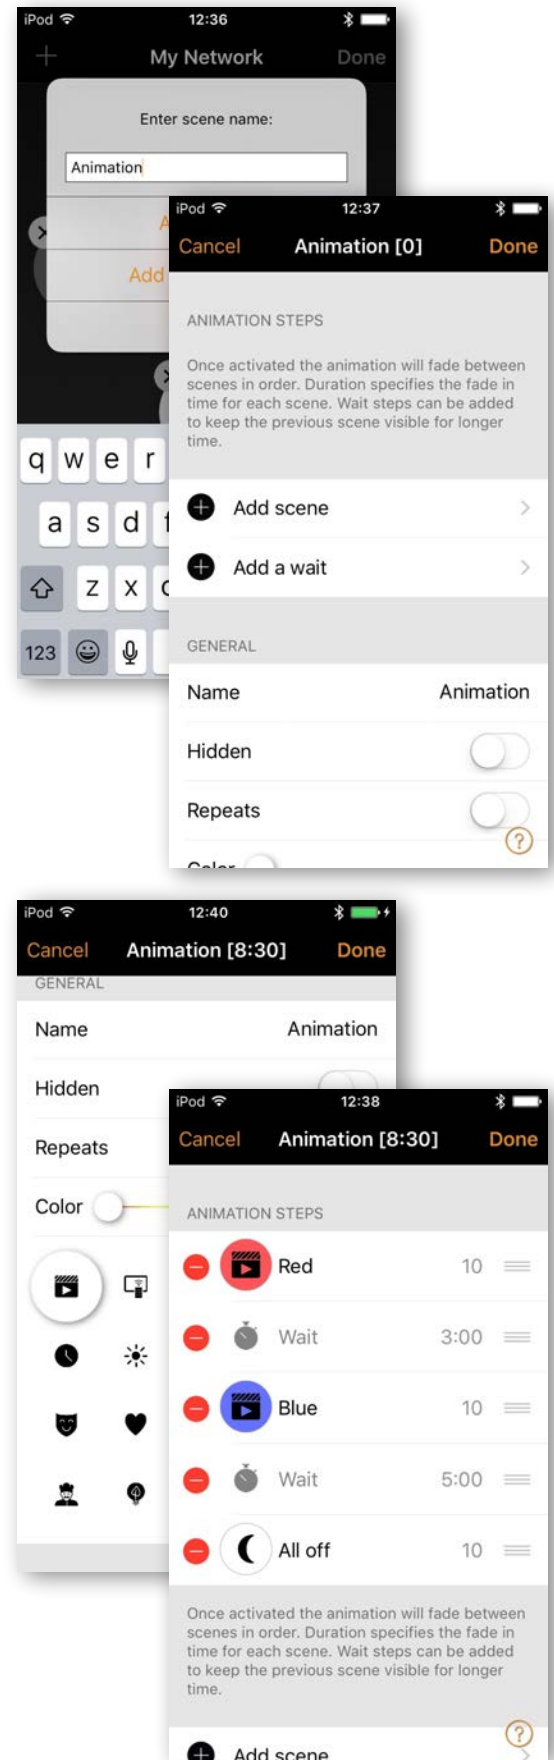 iPod 12:36
My Network Done
Enter scene name:
Animation
A
Add
q w e r
a s d f
z x c
123
iPod 12:37
Cancel Animation [0] Done
ANIMATION STEPS
Once activated the animation will fade between
scenes in order. Duration specifies the fade in
time for each scene. Wait steps can be added
to keep the previous scene visible for longer
time.
Add scene
Add a wait
GENERAL
Name Animation
Hidden
Repeats
?
Color
iPod 12:40
Cancel Animation [8:30] Done
GENERAL
Name Animation
Hidden
Repeats
Color
iPod 12:38
Cancel Animation [8:30] Done
ANIMATION STEPS
Red 10
Wait 3:00
Blue 10
Wait 5:00
All off 10
Once activated the animation will fade between
scenes in order. Duration specifies the fade in
time for each scene. Wait steps can be added
to keep the previous scene visible for longer
time.
?
Add scene